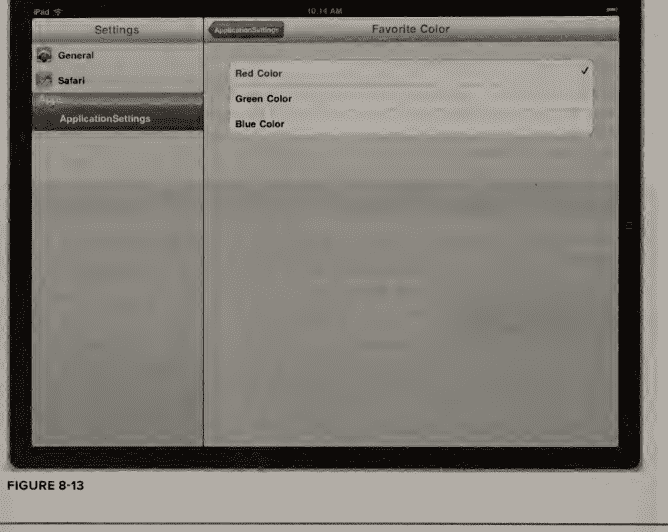 iPad
10:14 AM
Settings
ApplicationSettings
Favorite Color
General
Safari
Apps
ApplicationSettings
Red Color
Green Color
Blue Color
FIGURE 8-13